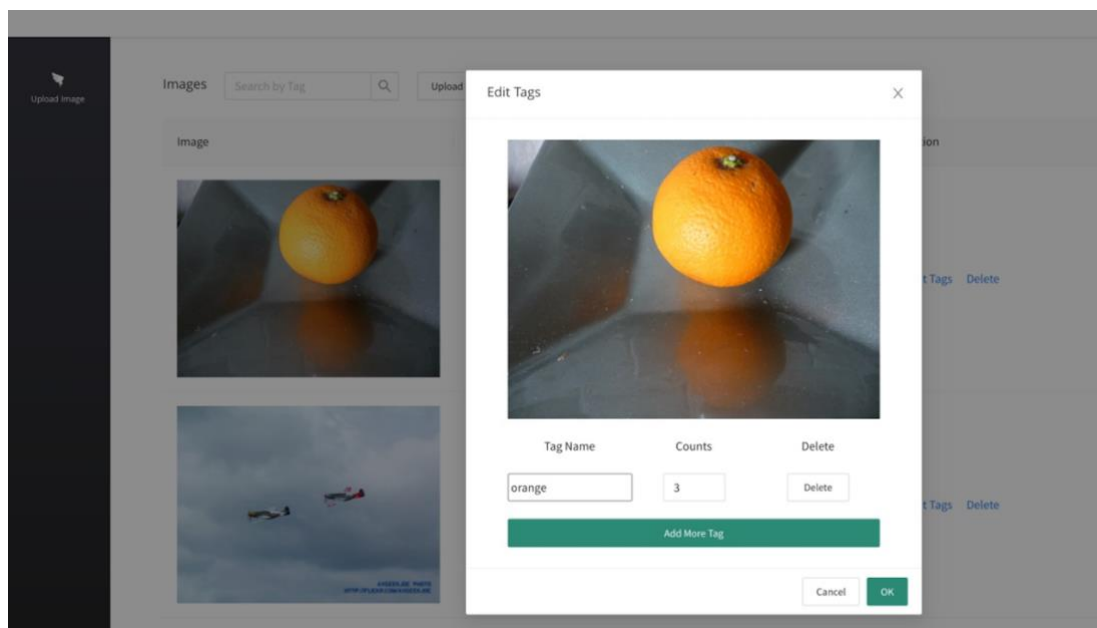 Upload Image
Images
Search by Tag
Upload
Image
ion
t Tags Delete
t Tags Delete
Edit Tags
Tag Name Counts Delete
orange 3 Delete
Add More Tag
Cancel OK